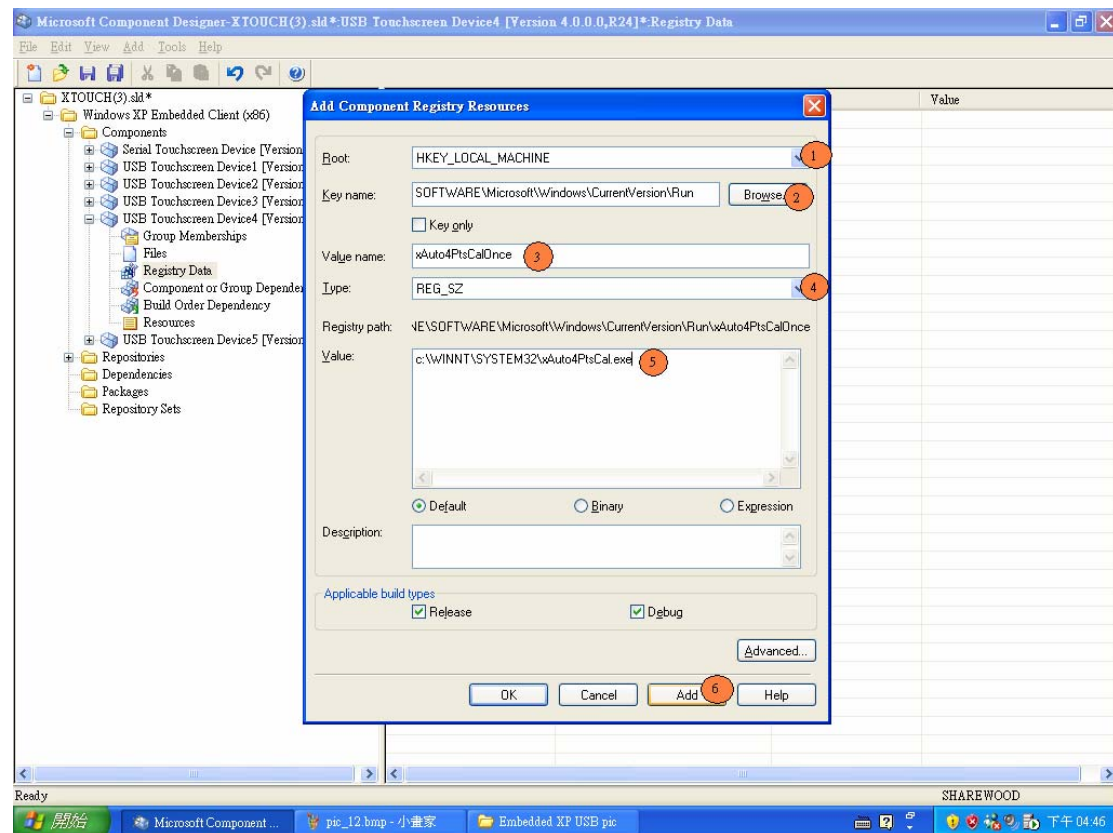 Microsoft Component Designer-XTOUCH(3).sld*:USB Touchscreen Device4 [Version 4.0.0.0,R24]*:Registry Data
File Edit View Add Tools Help
XTOUCH(3).sld*
Windows XP Embedded Client (x86)
Components
Serial Touchscreen Device [Version
USB Touchscreen Device1 [Version
USB Touchscreen Device2 [Version
USB Touchscreen Device3 [Version
USB Touchscreen Device4 [Version
Group Memberships
Files
Registry Data
Component or Group Depende
Build Order Dependency
Resources
USB Touchscreen Device5 [Version
Repositories
Dependencies
Packages
Repository Sets
Value
Add Component Registry Resources
Root: HKEY_LOCAL_MACHINE 1
Key name: SOFTWARE\Microsoft\Windows\CurrentVersion\Run Browse.. 2
Key only
Value name: xAuto4PtsCalOnce 3
Type: REG_SZ 4
Registry path: \E\SOFTWARE\Microsoft\Windows\CurrentVersion\Run\xAuto4PtsCalOnce
Value: c:\WINNT\SYSTEM32\xAuto4PtsCal.exe 5
Default Binary Expression
Description:
Applicable build types
Release Debug
Advanced...
OK Cancel Add 6 Help
Ready SHAREWOOD
開始 Microsoft Component ... pic_12.bmp - 小畫家 Embedded XP USB pic 下午 04:46